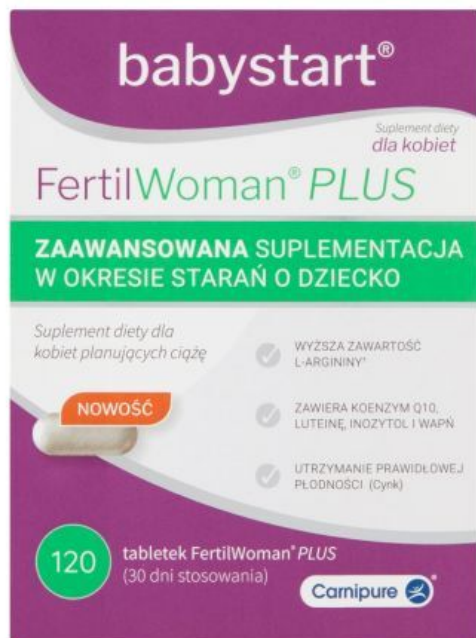 babystart®
Suplement diety
dla kobiet
FertilWoman® PLUS
ZAAWANSOWANA SUPLEMENTACJA
W OKRESIE STARAŃ O DZIECKO
Suplement diety dla
kobiet planujących ciążę
WYŻSZA ZAWARTOŚĆ
L-ARGININY*
NOWOŚĆ
ZAWIERA KOENZYM Q10,
LUTEINĘ, INOZYTOL I WAPŃ
UTRZYMANIE PRAWIDŁOWEJ
PŁODNOŚCI (Cynk)
120
tabletek FertilWoman® PLUS
(30 dni stosowania)
Carnipure